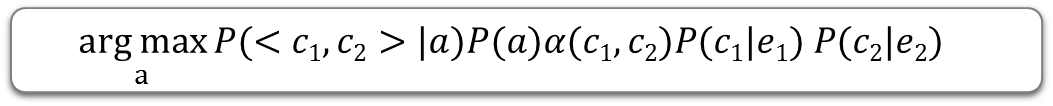 arg max P(< c₁, c₂ > |a)P(a)α(c₁, c₂)P(c₁|e₁) P(c₂|e₂)
a